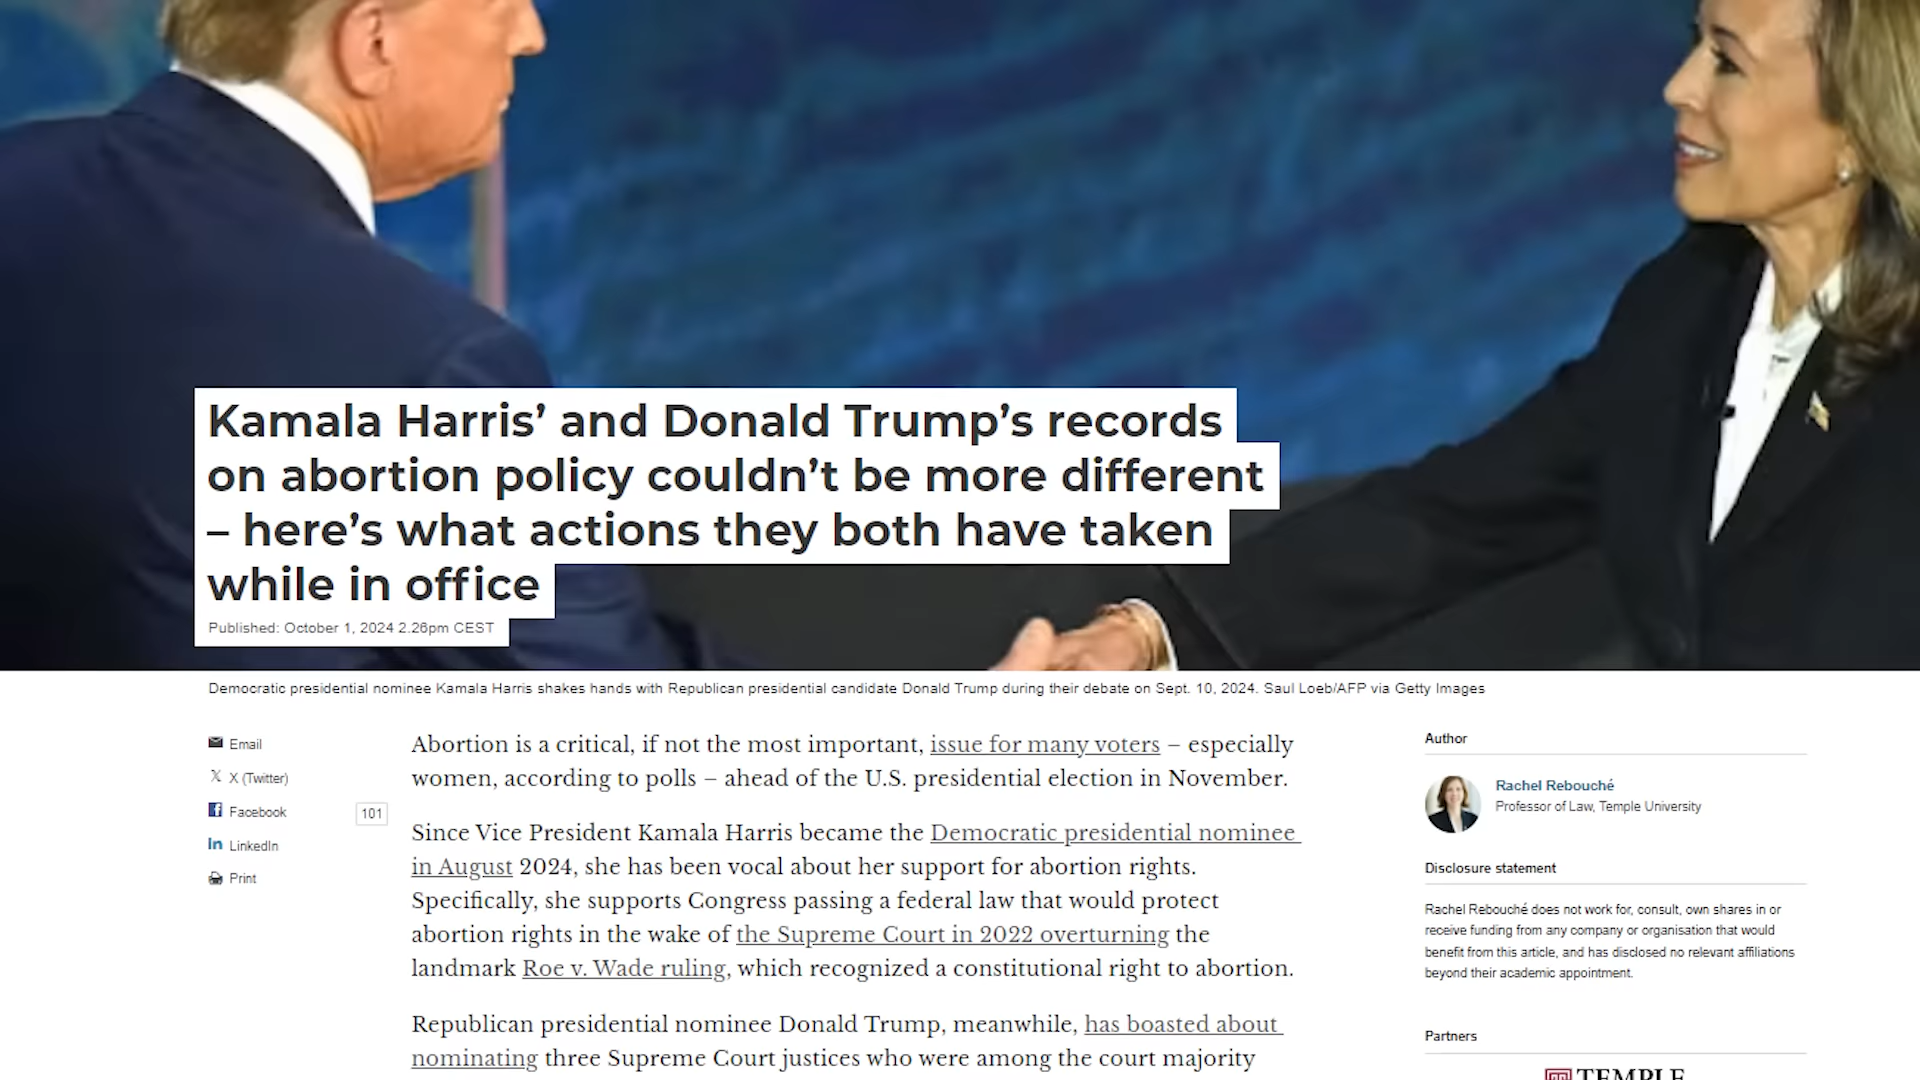 Kamala Harris’ and Donald Trump’s records
on abortion policy couldn’t be more different
– here’s what actions they both have taken
while in office
Published: October 1, 2024 2.26pm CEST
Democratic presidential nominee Kamala Harris shakes hands with Republican presidential candidate Donald Trump during their debate on Sept. 10, 2024. Saul Loeb/AFP via Getty Images
Email
X (Twitter)
Facebook
101
LinkedIn
Print
Abortion is a critical, if not the most important, issue for many voters – especially
women, according to polls – ahead of the U.S. presidential election in November.
Since Vice President Kamala Harris became the Democratic presidential nominee
in August 2024, she has been vocal about her support for abortion rights.
Specifically, she supports Congress passing a federal law that would protect
abortion rights in the wake of the Supreme Court in 2022 overturning the
landmark Roe v. Wade ruling, which recognized a constitutional right to abortion.
Republican presidential nominee Donald Trump, meanwhile, has boasted about
nominating three Supreme Court justices who were among the court majority
Author
Rachel Rebouché
Professor of Law, Temple University
Disclosure statement
Rachel Rebouché does not work for, consult, own shares in or
receive funding from any company or organisation that would
benefit from this article, and has disclosed no relevant affiliations
beyond their academic appointment.
Partners
TEMPLE